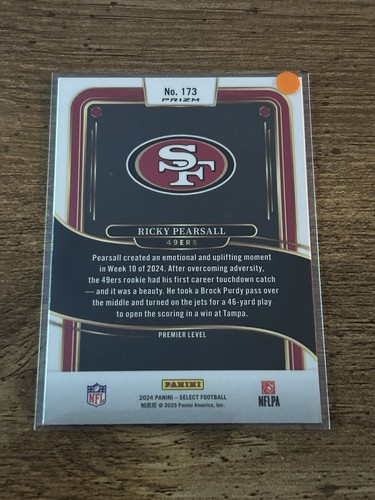 No. 173
PRIZM
SF
RICKY PEARSALL
49ERS
Pearsall created an emotional and uplifting moment
in Week 10 of 2024. After overcoming adversity,
the 49ers rookie had his first career touchdown catch
— and it was a beauty. He took a Brock Purdy pass over
the middle and turned on the jets for a 46-yard play
to open the scoring in a win at Tampa.
PREMIER LEVEL
PANINI
NFL
NFLPA
2024 PANINI – SELECT FOOTBALL
帕尼尼 © 2025 Panini America, Inc.